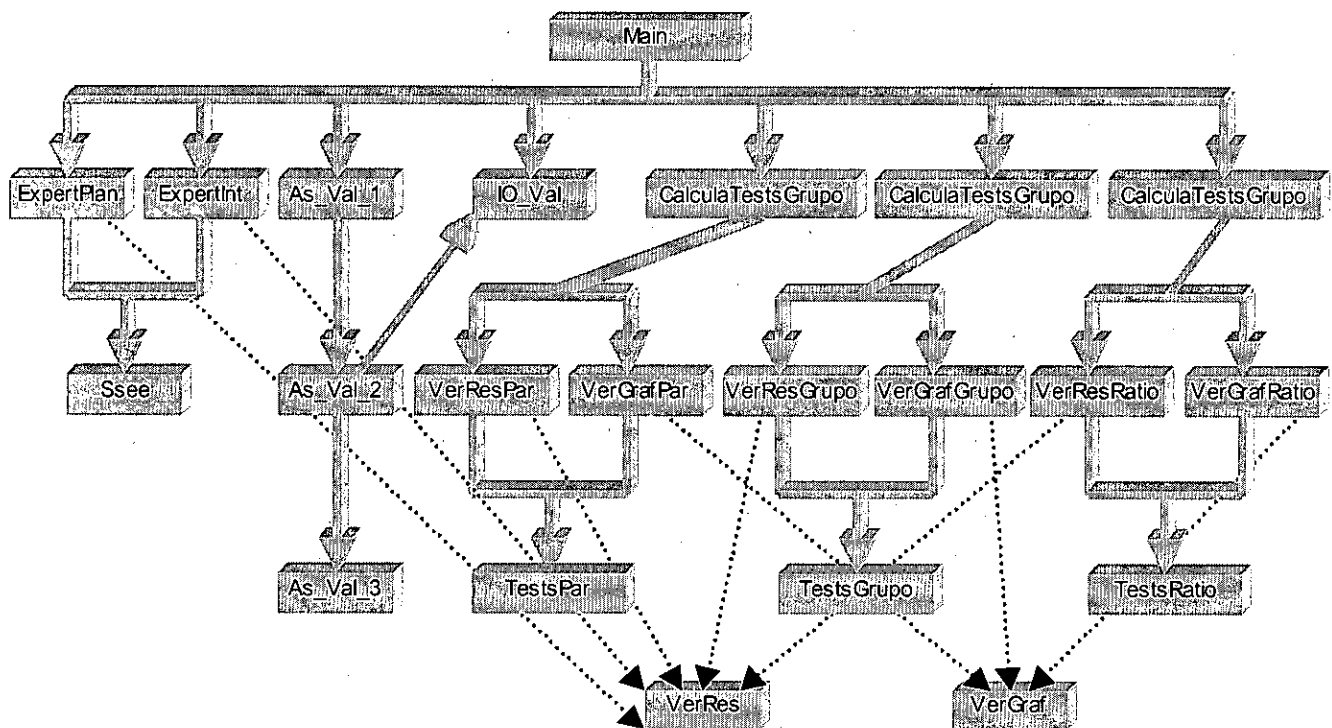 Main
ExpertPlan.
ExpertInt.
As_Val_1
IO_Val
CalculaTestsGrupo
CalculaTestsGrupo
CalculaTestsGrupo
Ssee
As_Val_2
VerResPar
VerGrafPar
VerResGrupo
VerGrafGrupo
VerResRatio
VerGrafRatio
As_Val_3
TestsPar
TestsGrupo
TestsRatio
VerRes
VerGraf